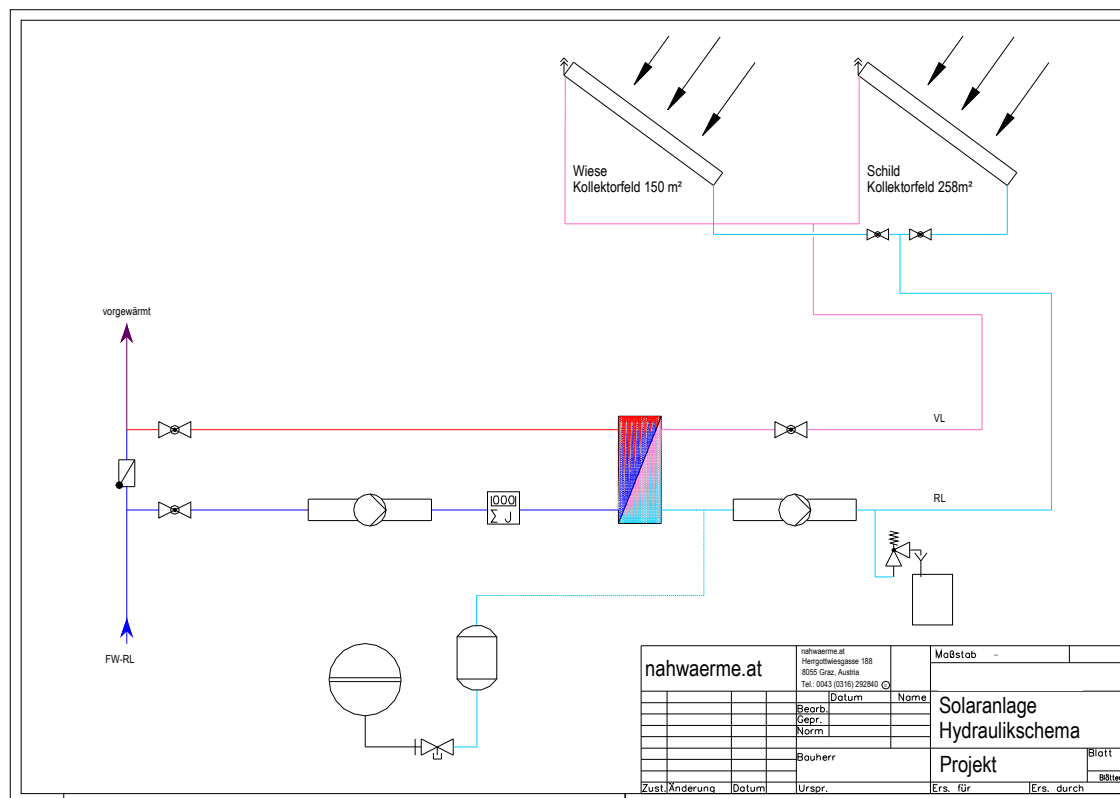 Wiese
Kollektorfeld 150 m²
Schild
Kollektorfeld 258m²
vorgewärmt
VL
RL
000
Σ J
FW-RL
nahwaerme.at
nahwaerme.at
Herrgottwiesgasse 188
8055 Graz, Austria
Tel.: 0043 (0316) 292840 ©
Maßstab -
Datum Name
Bearb.
Gepr.
Norm
Solaranlage
Hydraulikschema
Bauherr
Projekt
Blatt
Zust. Änderung Datum Urspr. Ers. für Ers. durch